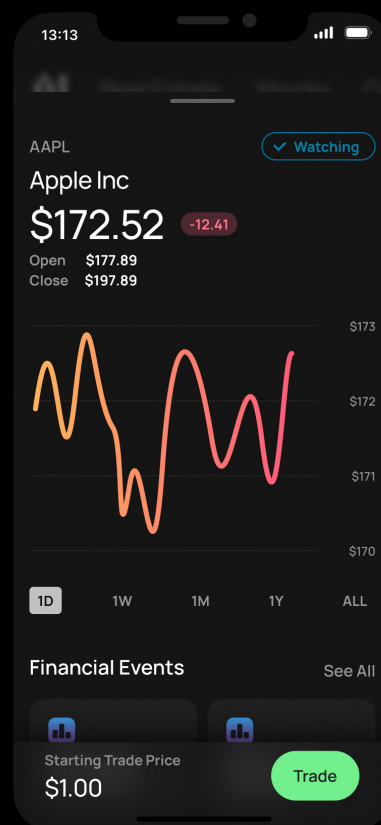 13:13
AAPL
Watching
Apple Inc
$172.52
-12.41
Open $177.89
Close $197.89
$173
$172
$171
$170
1D 1W 1M 1Y ALL
Financial Events
See All
Starting Trade Price
$1.00
Trade